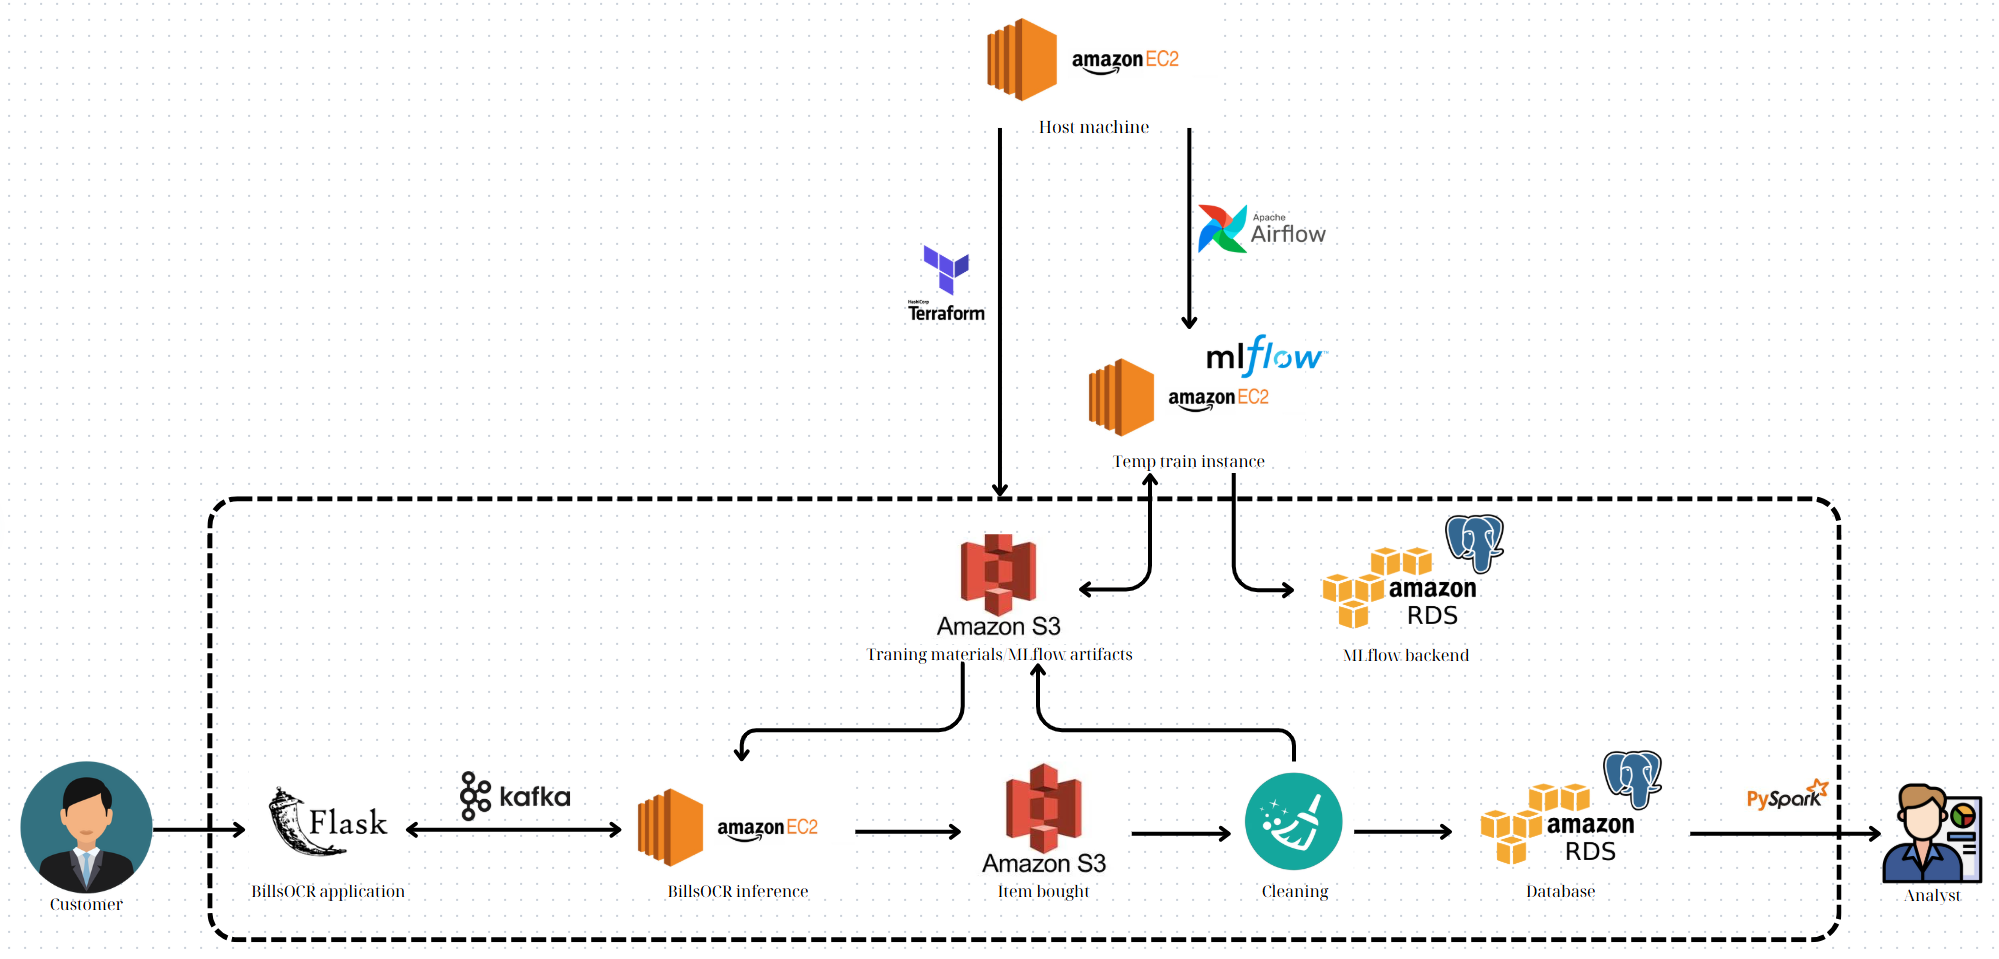 amazon EC2
Host machine
Apache
Airflow
HashiCorp
Terraform
mlflow
amazon EC2
Temp train instance
Amazon S3
Traning materials/MLflow artifacts
amazon
RDS
MLflow backend
kafka
Flask
amazon EC2
Amazon S3
amazon
RDS
PySpark
Customer
BillsOCR application
BillsOCR inference
Item bought
Cleaning
Database
Analyst